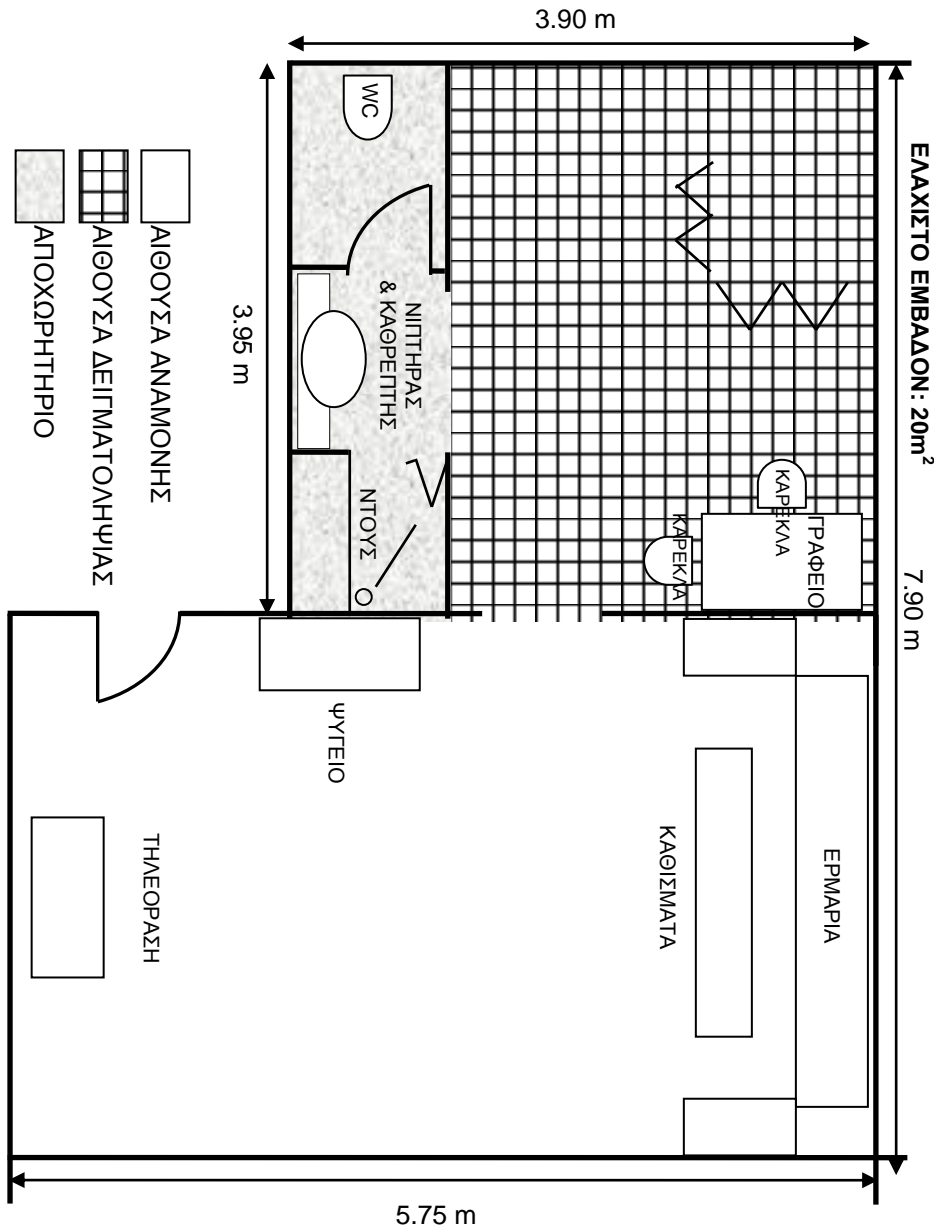 3.90 m
ΕΛΑΧΙΣΤΟ ΕΜΒΑΔΟΝ: 20m²
7.90 m
WC
ΝΙΠΤΗΡΑΣ
& ΚΑΘΡΕΠΤΗΣ
ΝΤΟΥΣ
ΚΑΡΕΚΛΑ
ΚΑΡΕΚΛΑ
ΓΡΑΦΕΙΟ
3.95 m
ΑΙΘΟΥΣΑ ΑΝΑΜΟΝΗΣ
ΑΙΘΟΥΣΑ ΔΕΙΓΜΑΤΟΛΗΨΙΑΣ
ΑΠΟΧΩΡΗΤΗΡΙΟ
ΨΥΓΕΙΟ
ΤΗΛΕΟΡΑΣΗ
ΚΑΘΙΣΜΑΤΑ
ΕΡΜΑΡΙΑ
5.75 m